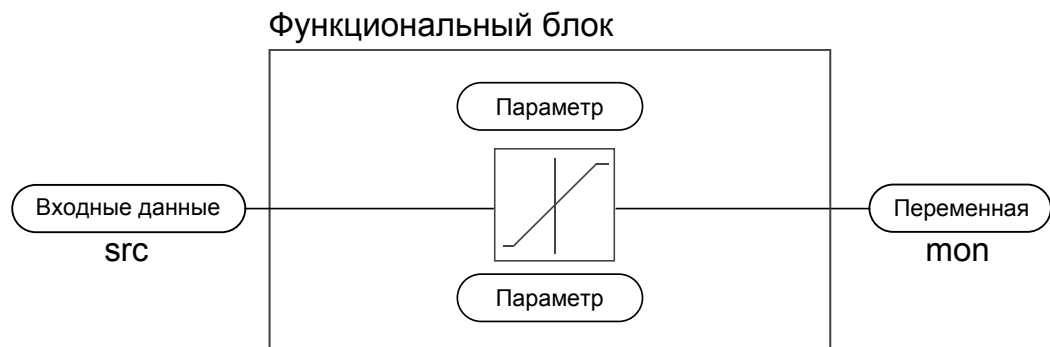 Функциональный блок
Параметр
Входные данные
src
Переменная
mon
Параметр